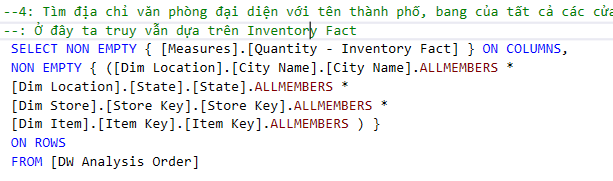 --4: Tìm địa chỉ văn phòng đại diện với tên thành phố, bang của tất cả các cửa
--: Ở đây ta truy vẫn dựa trên Inventory Fact
SELECT NON EMPTY { [Measures].[Quantity - Inventory Fact] } ON COLUMNS,
NON EMPTY { ([Dim Location].[City Name].[City Name].ALLMEMBERS *
[Dim Location].[State].[State].ALLMEMBERS *
[Dim Store].[Store Key].[Store Key].ALLMEMBERS *
[Dim Item].[Item Key].[Item Key].ALLMEMBERS ) }
ON ROWS
FROM [DW Analysis Order]